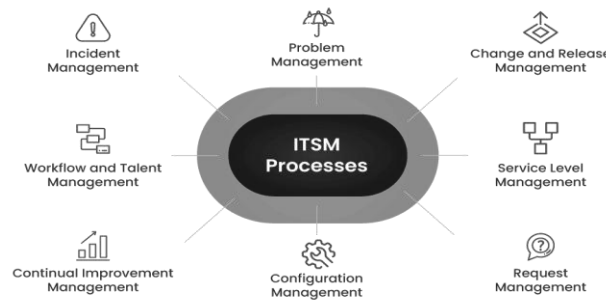 Incident
Management
Problem
Management
Change and Release
Management
ITSM
Processes
Workflow and Talent
Management
Service Level
Management
Continual Improvement
Management
Configuration
Management
Request
Management